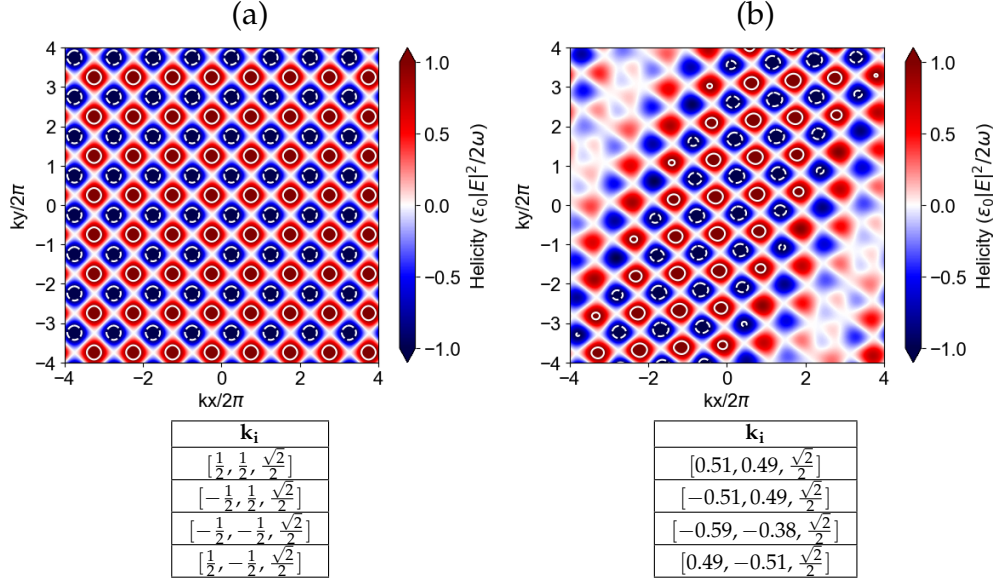 (a)
4
3
2
1
0
−1
−2
−3
−4
ky/2π
−4 −2 0 2 4
kx/2π
1.0
0.5
0.0
−0.5
−1.0
Helicity (ε₀|E|²/2ω)
(b)
4
3
2
1
0
−1
−2
−3
−4
ky/2π
−4 −2 0 2 4
kx/2π
1.0
0.5
0.0
−0.5
−1.0
Helicity (ε₀|E|²/2ω)
kᵢ
[1/2, 1/2, √2/2]
[−1/2, 1/2, √2/2]
[−1/2, −1/2, √2/2]
[1/2, −1/2, √2/2]
kᵢ
[0.51, 0.49, √2/2]
[−0.51, 0.49, √2/2]
[−0.59, −0.38, √2/2]
[0.49, −0.51, √2/2]